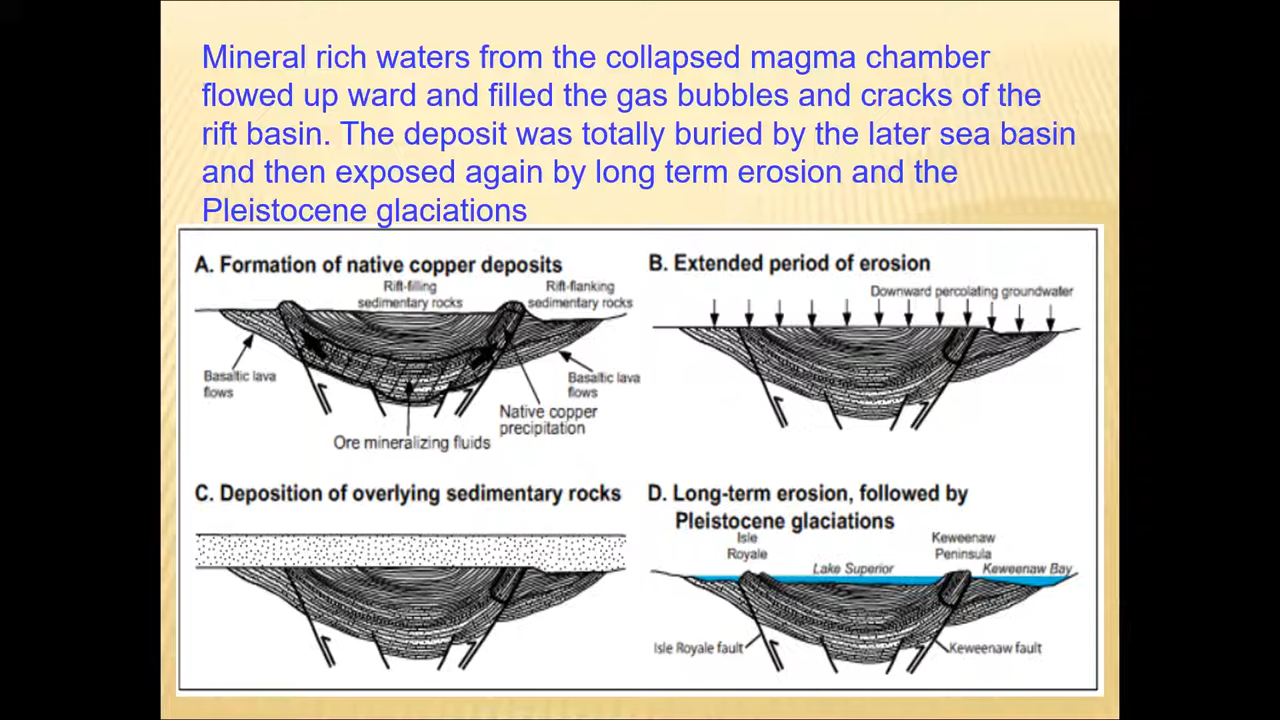 Mineral rich waters from the collapsed magma chamber
flowed up ward and filled the gas bubbles and cracks of the
rift basin. The deposit was totally buried by the later sea basin
and then exposed again by long term erosion and the
Pleistocene glaciations
A. Formation of native copper deposits
Rift-filling
sedimentary rocks
Rift-flanking
sedimentary rocks
Basaltic lava
flows
Basaltic lava
flows
Native copper
precipitation
Ore mineralizing fluids
B. Extended period of erosion
Downward percolating groundwater
C. Deposition of overlying sedimentary rocks
D. Long-term erosion, followed by
Pleistocene glaciations
Isle
Royale
Keweenaw
Peninsula
Lake Superior
Keweenaw Bay
Isle Royale fault
Keweenaw fault